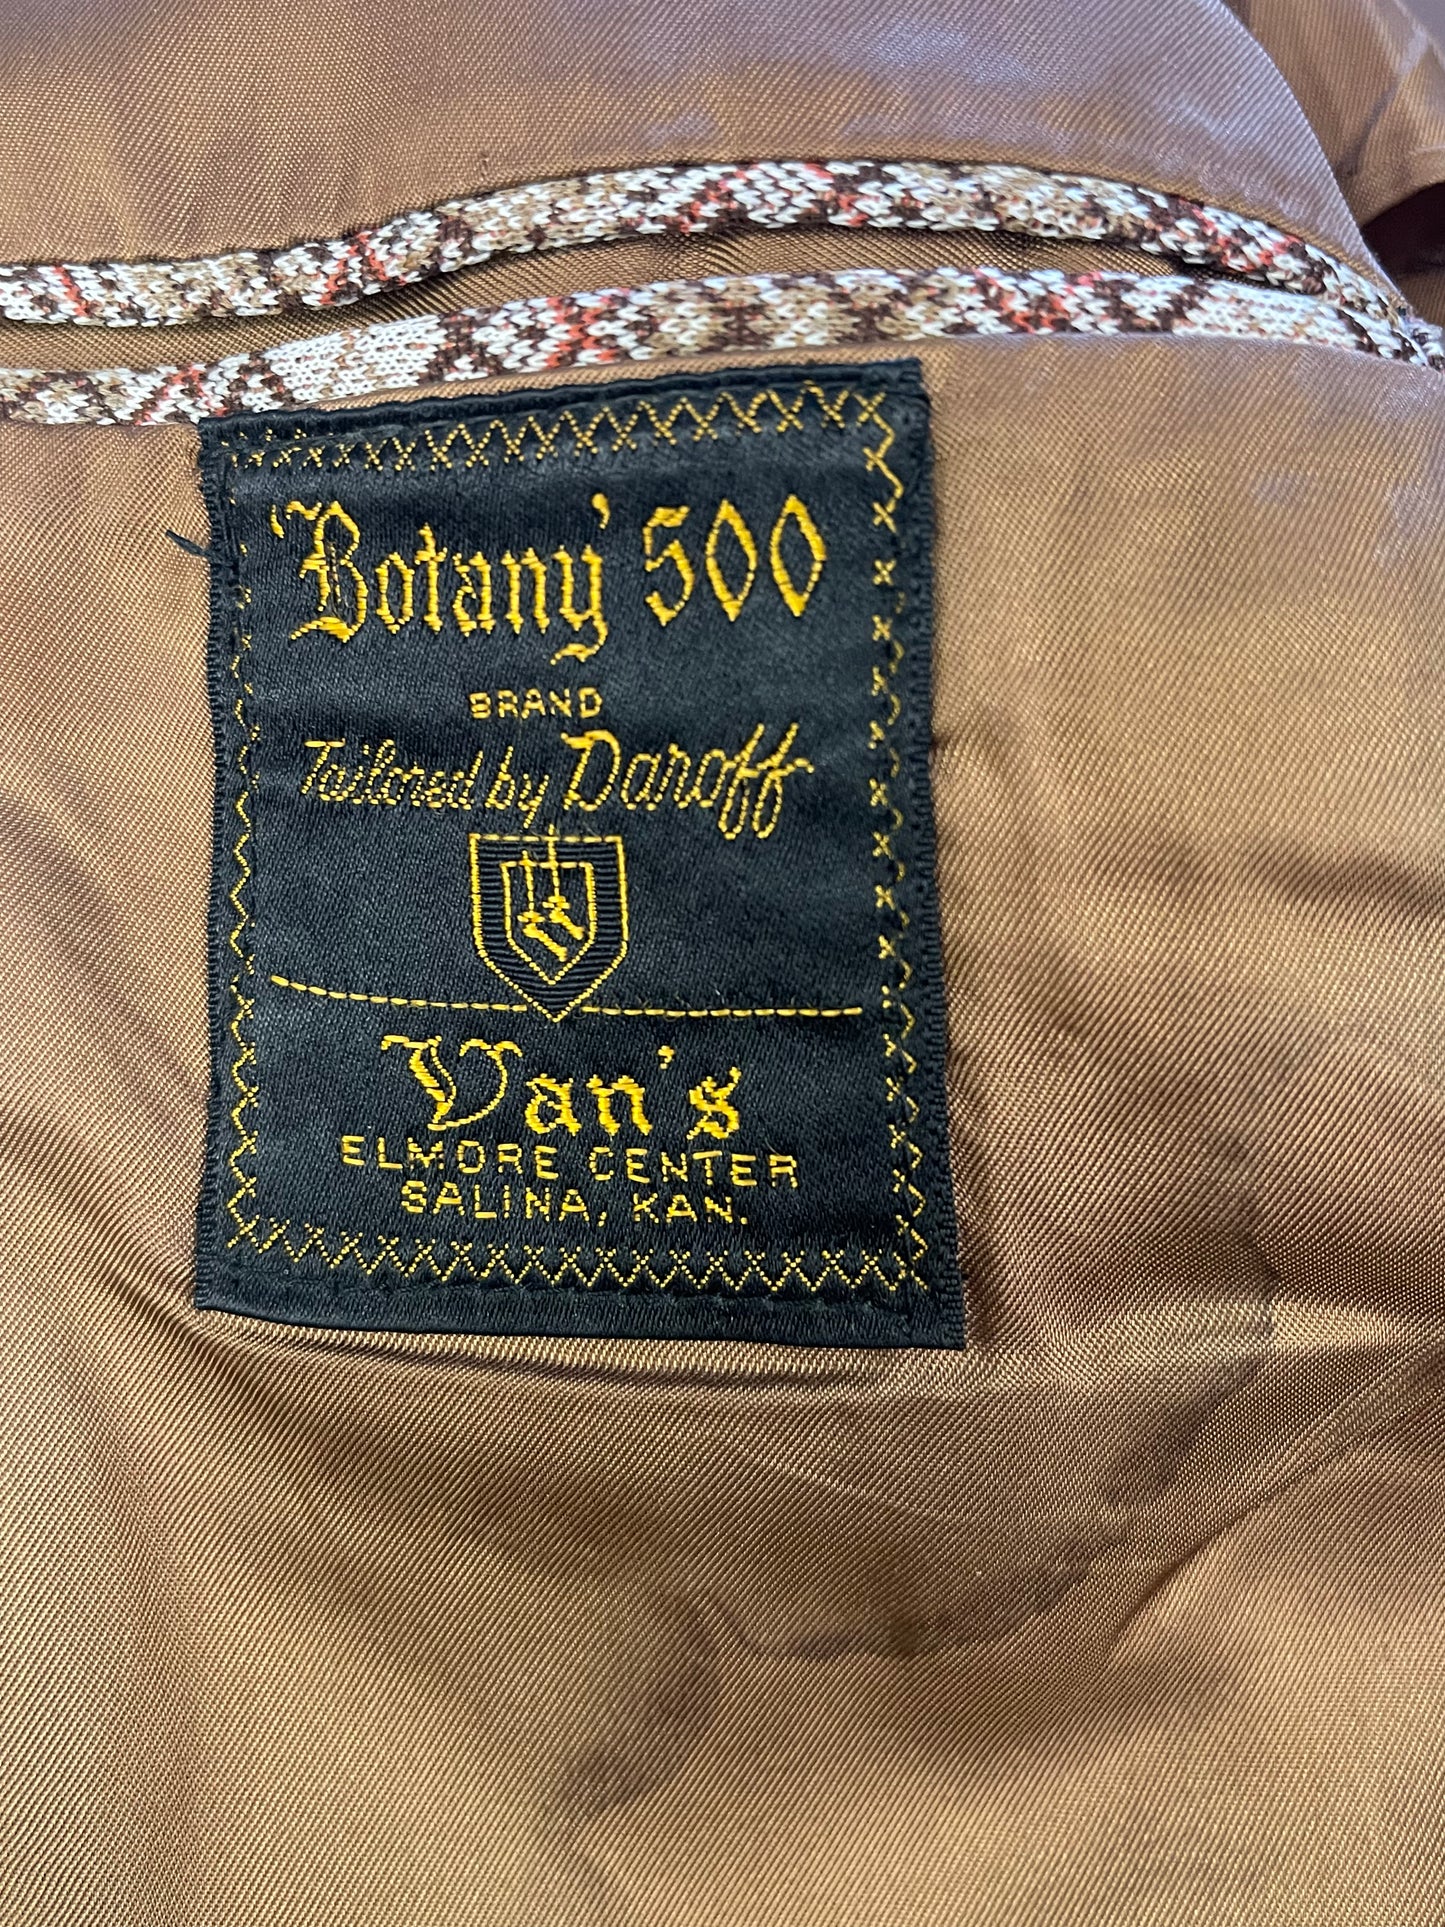 'Botany' 500
BRAND
Tailored by Daroff
Van's
ELMORE CENTER
SALINA, KAN.